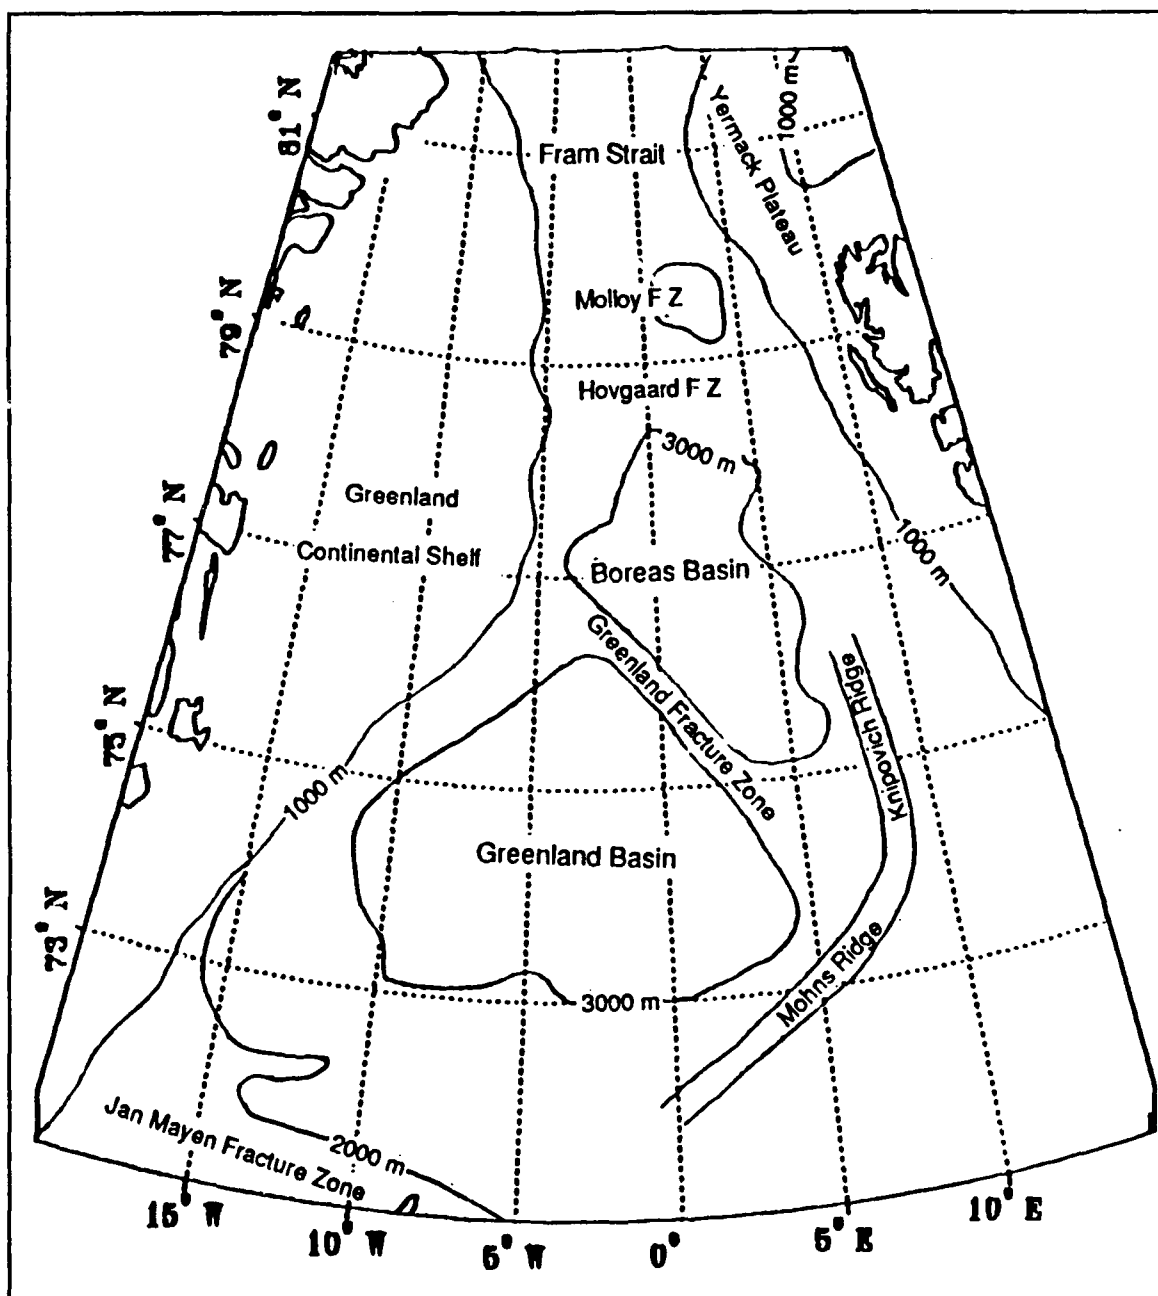 81° N
Fram Strait
Yermack Plateau
1000 m
Molloy F Z
79° N
Hovgaard F Z
3000 m
Greenland
77° N
Continental Shelf
Boreas Basin
1000 m
Greenland Fracture Zone
Knipovich Ridge
75° N
1000 m
Greenland Basin
73° N
Mohns Ridge
3000 m
Jan Mayen Fracture Zone
2000 m
15° W
10° W
5° W
0°
5° E
10° E